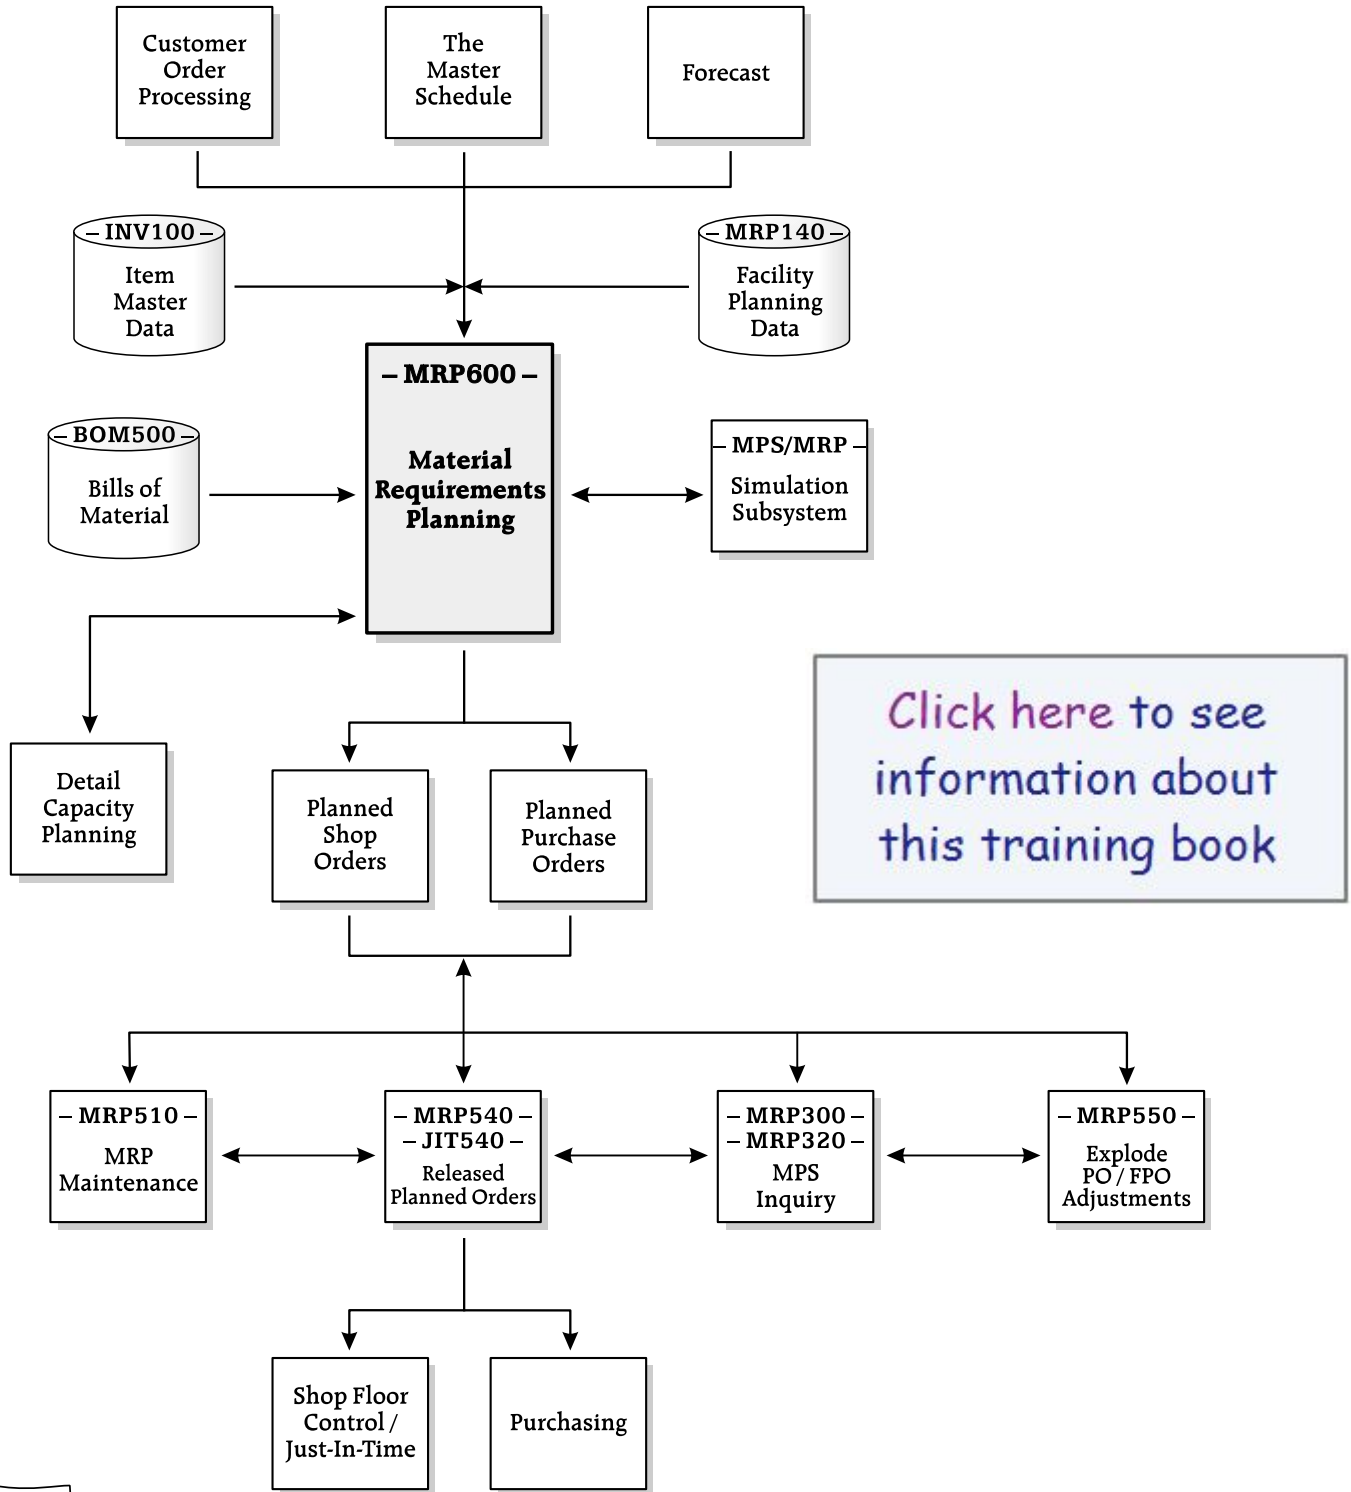 Customer
Order
Processing
The
Master
Schedule
Forecast
– INV100 –
Item
Master
Data
– MRP140 –
Facility
Planning
Data
– MRP600 –
Material
Requirements
Planning
– BOM500 –
Bills of
Material
– MPS/MRP –
Simulation
Subsystem
Click here to see
information about
this training book
Detail
Capacity
Planning
Planned
Shop
Orders
Planned
Purchase
Orders
– MRP510 –
MRP
Maintenance
– MRP540 –
– JIT540 –
Released
Planned Orders
– MRP300 –
– MRP320 –
MPS
Inquiry
– MRP550 –
Explode
PO / FPO
Adjustments
Shop Floor
Control /
Just-In-Time
Purchasing